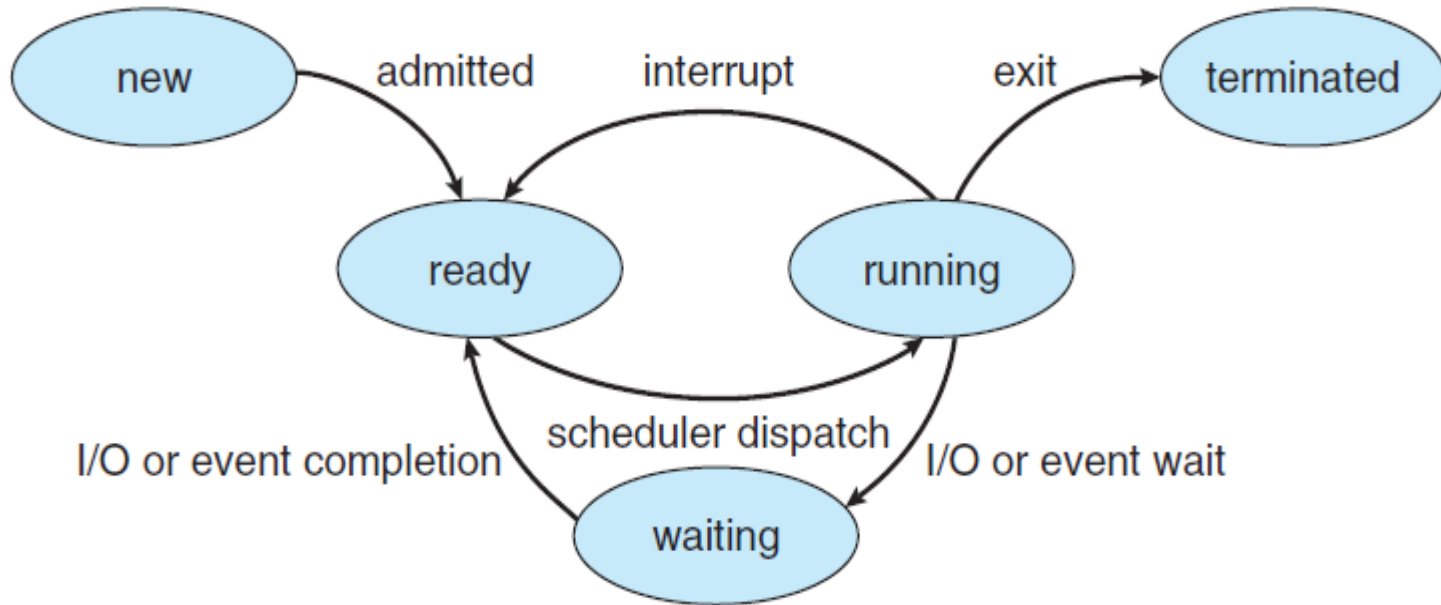 new
admitted
interrupt
exit
terminated
ready
running
scheduler dispatch
I/O or event completion
I/O or event wait
waiting